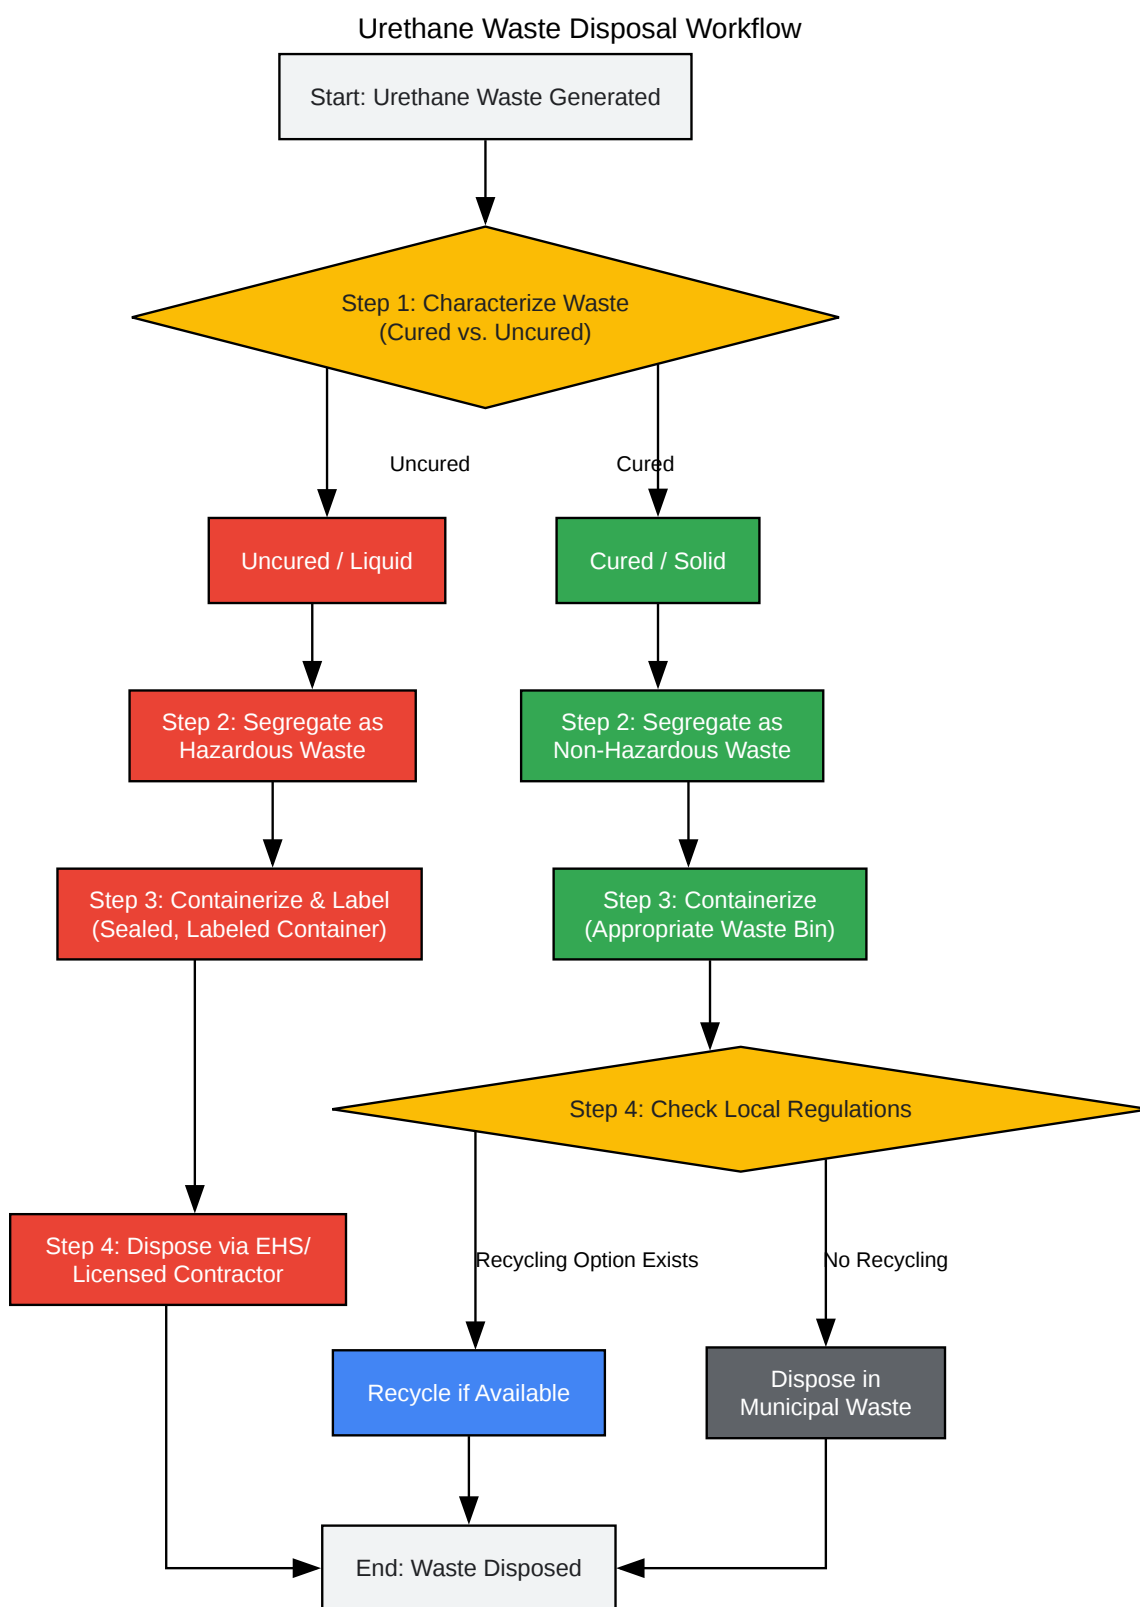 Urethane Waste Disposal Workflow
Start: Urethane Waste Generated
Step 1: Characterize Waste
(Cured vs. Uncured)
Uncured
Cured
Uncured / Liquid
Cured / Solid
Step 2: Segregate as
Hazardous Waste
Step 2: Segregate as
Non-Hazardous Waste
Step 3: Containerize & Label
(Sealed, Labeled Container)
Step 3: Containerize
(Appropriate Waste Bin)
Step 4: Check Local Regulations
Step 4: Dispose via EHS/
Licensed Contractor
Recycling Option Exists
No Recycling
Recycle if Available
Dispose in
Municipal Waste
End: Waste Disposed